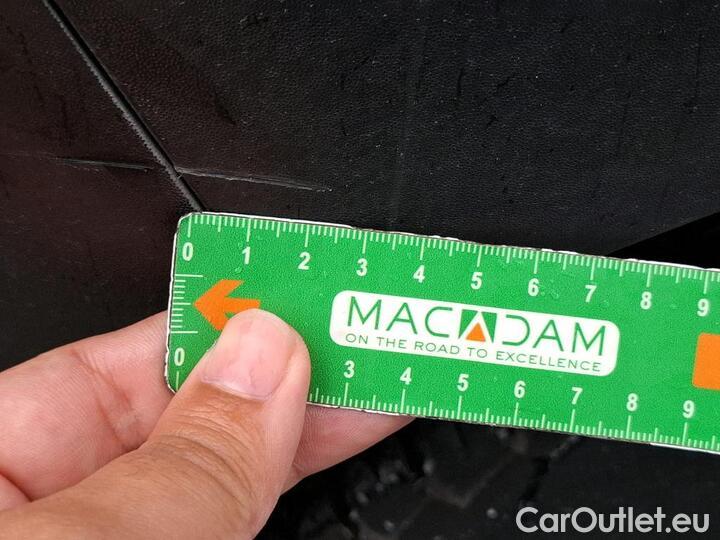 0 1 2 3 4 5 6 7 8 9
MACADAM
ON THE ROAD TO EXCELLENCE
0 3 4 5 6 7 8 9
CarOutlet.eu